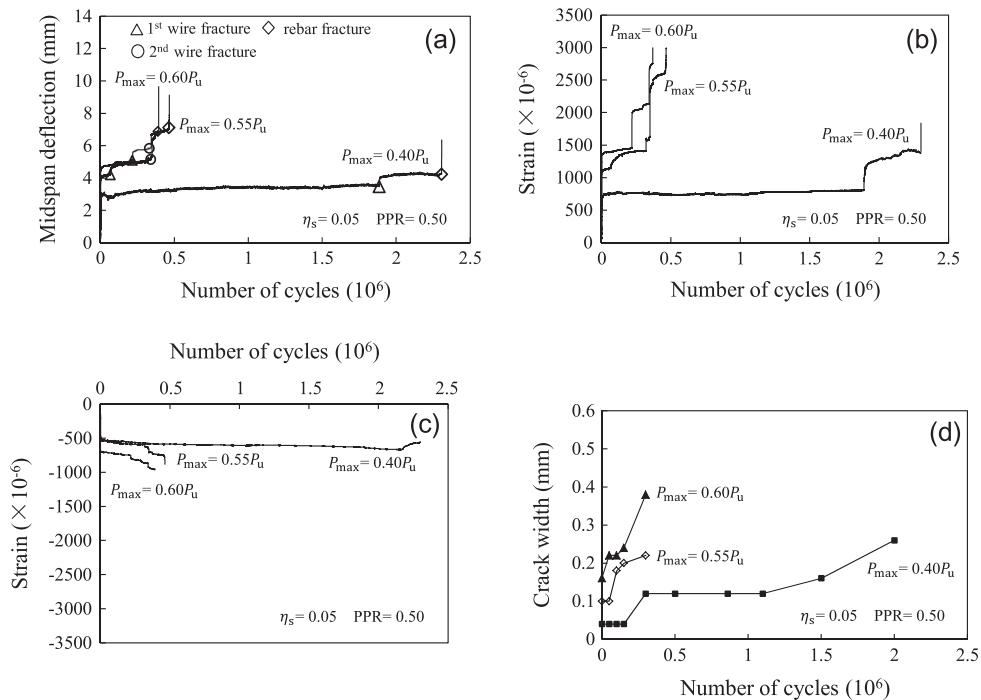 14
12
10
8
6
4
2
0
Midspan deflection (mm)
1st wire fracture
rebar fracture
2nd wire fracture
(a)
Pmax= 0.60Pu
Pmax= 0.55Pu
Pmax= 0.40Pu
ηs= 0.05 PPR= 0.50
0 0.5 1 1.5 2 2.5
Number of cycles (10⁶)
3500
3000
2500
2000
1500
1000
500
0
Strain (×10⁻⁶)
(b)
Pmax= 0.60Pu
Pmax= 0.55Pu
Pmax= 0.40Pu
ηs= 0.05 PPR= 0.50
0 0.5 1 1.5 2 2.5
Number of cycles (10⁶)
Number of cycles (10⁶)
0 0.5 1 1.5 2 2.5
0
-500
-1000
-1500
-2000
-2500
-3000
-3500
Strain (×10⁻⁶)
(c)
Pmax= 0.55Pu
Pmax= 0.40Pu
Pmax= 0.60Pu
ηs= 0.05 PPR= 0.50
0.6
0.5
0.4
0.3
0.2
0.1
0
Crack width (mm)
(d)
Pmax= 0.60Pu
Pmax= 0.55Pu
Pmax= 0.40Pu
ηs= 0.05 PPR= 0.50
0 0.5 1 1.5 2 2.5
Number of cycles (10⁶)